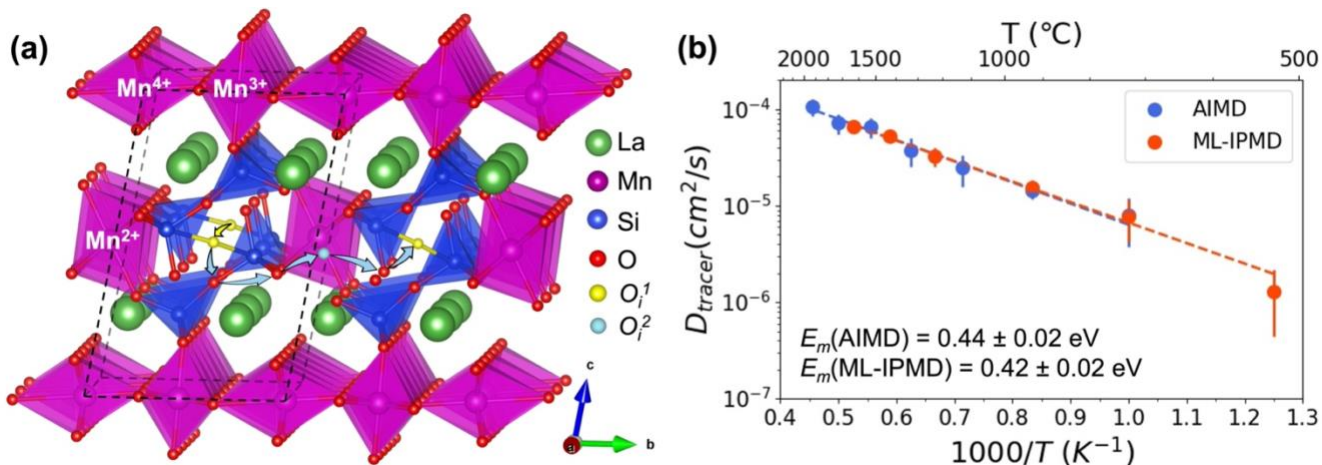 (a)
Mn4+
Mn3+
Mn2+
La
Mn
Si
O
Oi1
Oi2
c
a
b
(b)
T (°C)
2000
1500
1000
500
10−4
10−5
10−6
10−7
Dtracer(cm2/s)
AIMD
ML-IPMD
Em(AIMD) = 0.44 ± 0.02 eV
Em(ML-IPMD) = 0.42 ± 0.02 eV
0.4 0.5 0.6 0.7 0.8 0.9 1.0 1.1 1.2 1.3
1000/T (K−1)